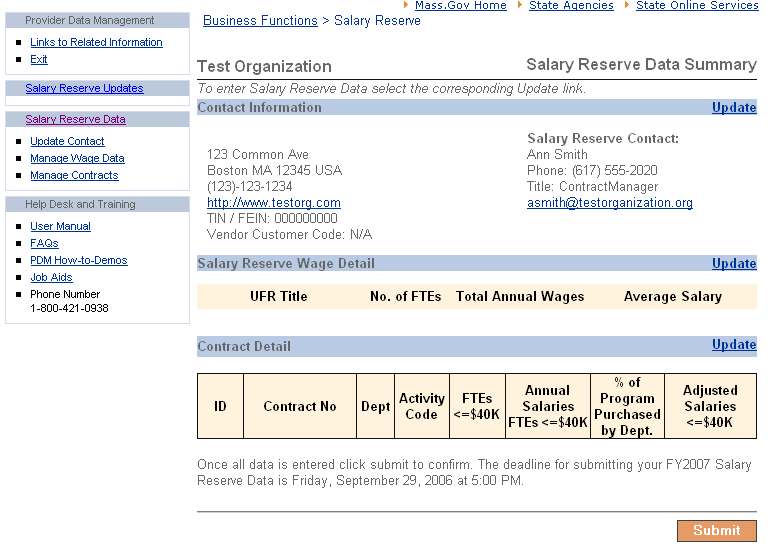 Mass.Gov Home State Agencies State Online Services
Provider Data Management
Links to Related Information
Exit
Salary Reserve Updates
Salary Reserve Data
Update Contact
Manage Wage Data
Manage Contracts
Help Desk and Training
User Manual
FAQs
PDM How-to-Demos
Job Aids
Phone Number
1-800-421-0938
Business Functions > Salary Reserve
Test Organization Salary Reserve Data Summary
To enter Salary Reserve Data select the corresponding Update link.
Contact Information Update
123 Common Ave
Boston MA 12345 USA
(123)-123-1234
http://www.testorg.com
TIN / FEIN: 000000000
Vendor Customer Code: N/A
Salary Reserve Contact:
Ann Smith
Phone: (617) 555-2020
Title: ContractManager
asmith@testorganization.org
Salary Reserve Wage Detail Update
UFR Title No. of FTEs Total Annual Wages Average Salary
Contract Detail Update
ID
Contract No
Dept
Activity
Code
FTEs
<=$40K
Annual
Salaries
FTEs <=$40K
% of
Program
Purchased
by Dept.
Adjusted
Salaries
<=$40K
Once all data is entered click submit to confirm. The deadline for submitting your FY2007 Salary
Reserve Data is Friday, September 29, 2006 at 5:00 PM.
Submit